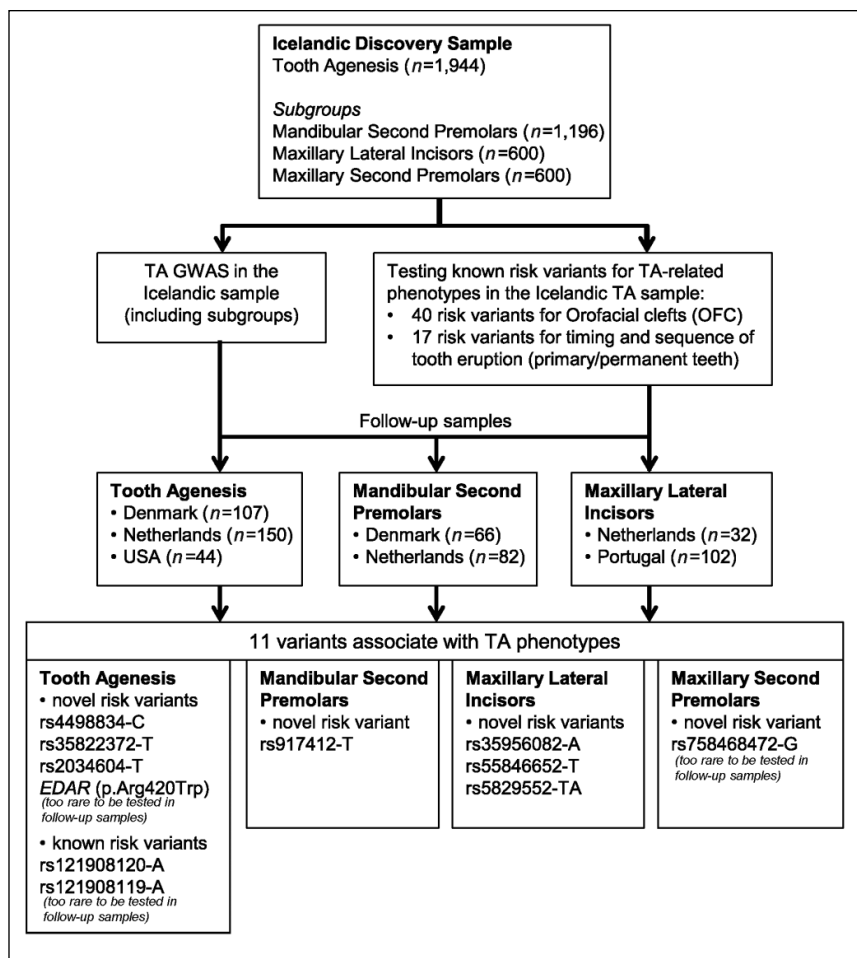 Icelandic Discovery Sample
Tooth Agenesis (n=1,944)
Subgroups
Mandibular Second Premolars (n=1,196)
Maxillary Lateral Incisors (n=600)
Maxillary Second Premolars (n=600)
TA GWAS in the
Icelandic sample
(including subgroups)
Testing known risk variants for TA-related
phenotypes in the Icelandic TA sample:
• 40 risk variants for Orofacial clefts (OFC)
• 17 risk variants for timing and sequence of
tooth eruption (primary/permanent teeth)
Follow-up samples
Tooth Agenesis
• Denmark (n=107)
• Netherlands (n=150)
• USA (n=44)
Mandibular Second
Premolars
• Denmark (n=66)
• Netherlands (n=82)
Maxillary Lateral
Incisors
• Netherlands (n=32)
• Portugal (n=102)
11 variants associate with TA phenotypes
Tooth Agenesis
• novel risk variants
rs4498834-C
rs35822372-T
rs2034604-T
EDAR (p.Arg420Trp)
(too rare to be tested in
follow-up samples)
• known risk variants
rs121908120-A
rs121908119-A
(too rare to be tested in
follow-up samples)
Mandibular Second
Premolars
• novel risk variant
rs917412-T
Maxillary Lateral
Incisors
• novel risk variants
rs35956082-A
rs55846652-T
rs5829552-TA
Maxillary Second
Premolars
• novel risk variant
rs758468472-G
(too rare to be tested in
follow-up samples)